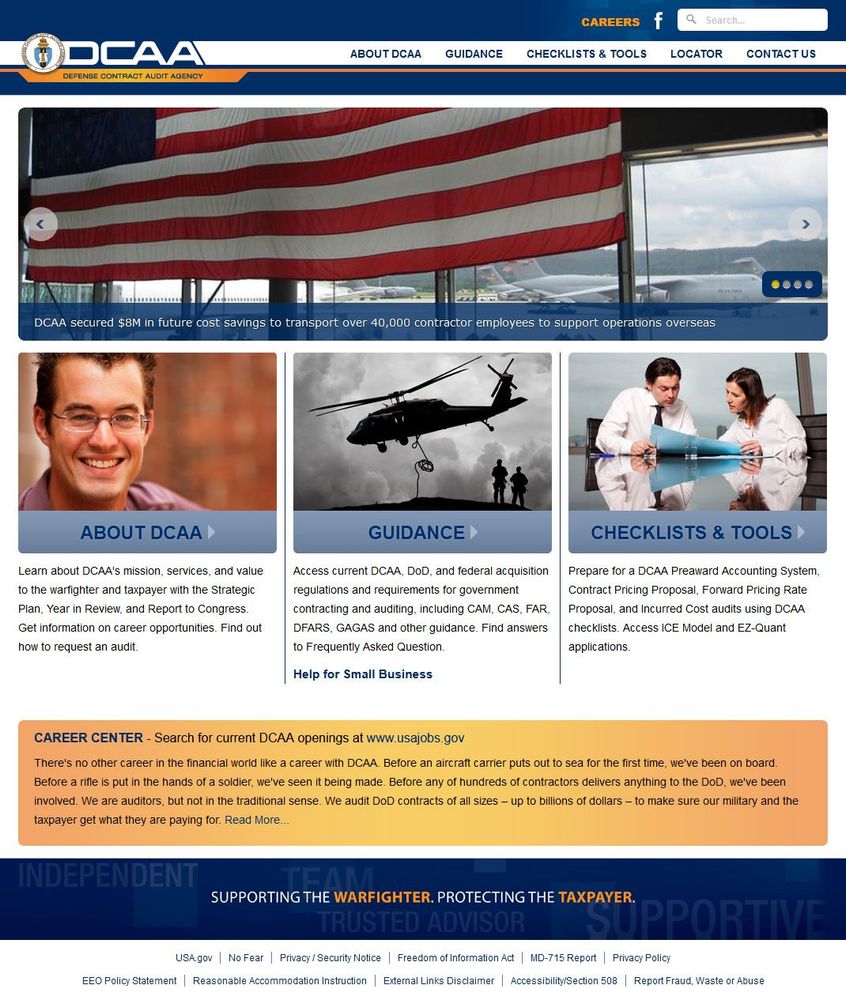 CAREERS f Search...
DCAA
DEFENSE CONTRACT AUDIT AGENCY
ABOUT DCAA GUIDANCE CHECKLISTS & TOOLS LOCATOR CONTACT US
DCAA secured $8M in future cost savings to transport over 40,000 contractor employees to support operations overseas
ABOUT DCAA
Learn about DCAA's mission, services, and value
to the warfighter and taxpayer with the Strategic
Plan, Year in Review, and Report to Congress.
Get information on career opportunities. Find out
how to request an audit.
GUIDANCE
Access current DCAA, DoD, and federal acquisition
regulations and requirements for government
contracting and auditing, including CAM, CAS, FAR,
DFARS, GAGAS and other guidance. Find answers
to Frequently Asked Question.
Help for Small Business
CHECKLISTS & TOOLS
Prepare for a DCAA Preaward Accounting System,
Contract Pricing Proposal, Forward Pricing Rate
Proposal, and Incurred Cost audits using DCAA
checklists. Access ICE Model and EZ-Quant
applications.
CAREER CENTER - Search for current DCAA openings at www.usajobs.gov
There's no other career in the financial world like a career with DCAA. Before an aircraft carrier puts out to sea for the first time, we've been on board.
Before a rifle is put in the hands of a soldier, we've seen it being made. Before any of hundreds of contractors delivers anything to the DoD, we've been
involved. We are auditors, but not in the traditional sense. We audit DoD contracts of all sizes – up to billions of dollars – to make sure our military and the
taxpayer get what they are paying for. Read More...
INDEPENDENT
TEAM
SUPPORTING THE WARFIGHTER. PROTECTING THE TAXPAYER.
TRUSTED ADVISOR
SUPPORTIVE
USA.gov | No Fear | Privacy / Security Notice | Freedom of Information Act | MD-715 Report | Privacy Policy
EEO Policy Statement | Reasonable Accommodation Instruction | External Links Disclaimer | Accessibility/Section 508 | Report Fraud, Waste or Abuse